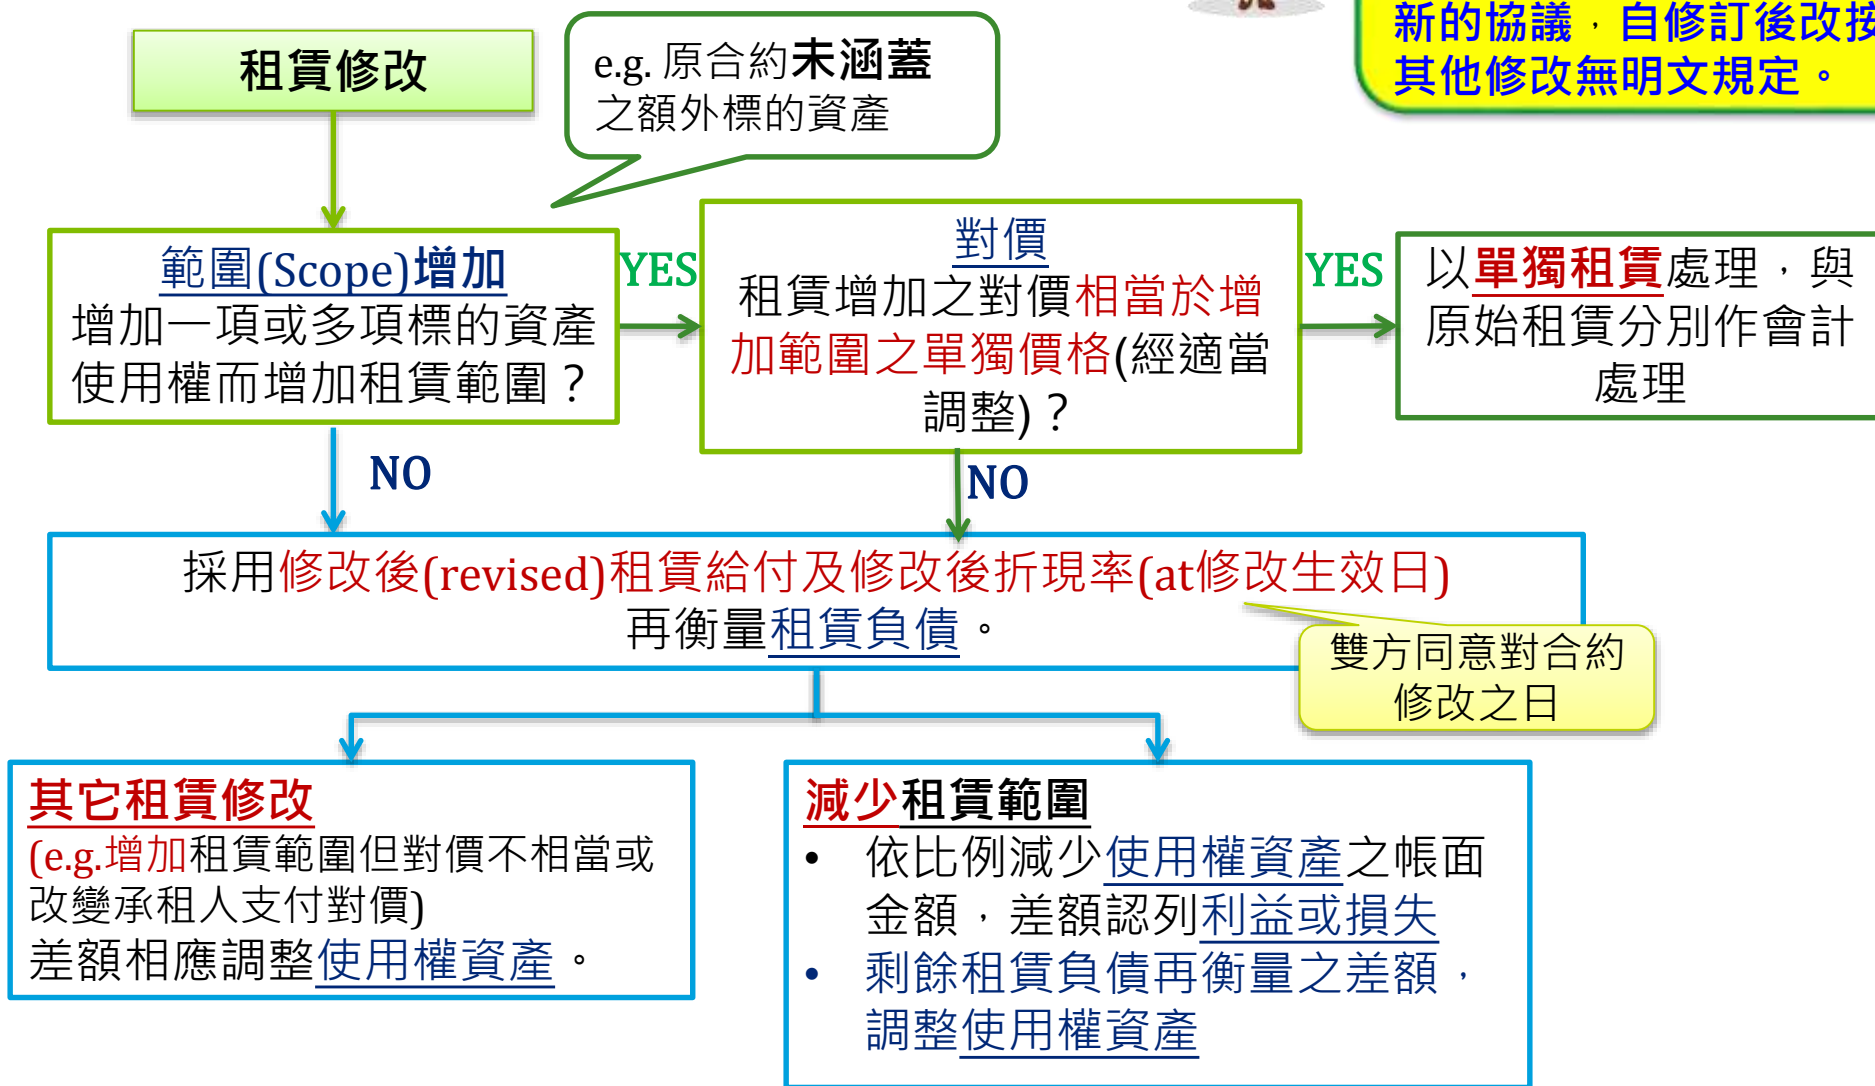 新的協議，自修訂後改按
其他修改無明文規定。
租賃修改
e.g. 原合約未涵蓋
之額外標的資產
範圍(Scope)增加
增加一項或多項標的資產
使用權而增加租賃範圍？
YES
對價
租賃增加之對價相當於增
加範圍之單獨價格(經適當
調整)？
YES
以單獨租賃處理，與
原始租賃分別作會計
處理
NO
NO
採用修改後(revised)租賃給付及修改後折現率(at修改生效日)
再衡量租賃負債。
雙方同意對合約
修改之日
其它租賃修改
(e.g.增加租賃範圍但對價不相當或
改變承租人支付對價)
差額相應調整使用權資產。
減少租賃範圍
• 依比例減少使用權資產之帳面
金額，差額認列利益或損失
• 剩餘租賃負債再衡量之差額，
調整使用權資產